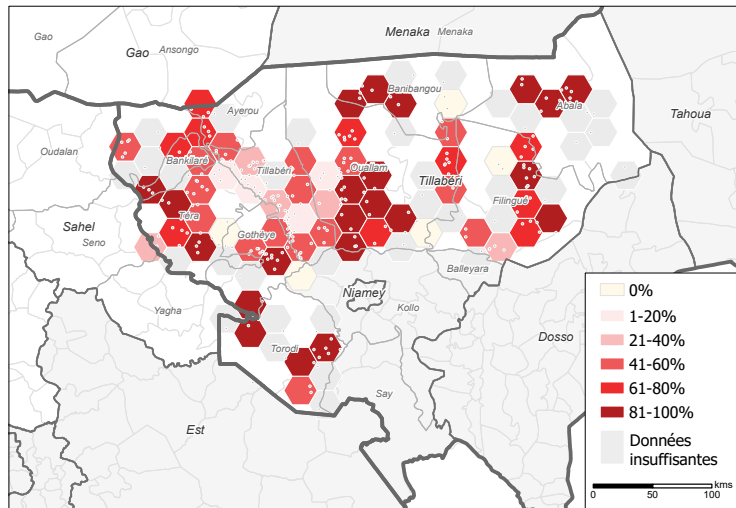 Menaka
Menaka
Gao
Gao
Ansongo
Banibangou
Abala
Tahoua
Ayerou
Oudalan
Bankilaré
Tillabéri
Ouallam
Tillabéri
Filingué
Téra
Sahel
Seno
Gothèye
Balleyara
Niamey
Kollo
Yagha
Torodi
Dosso
Say
Est
0%
1-20%
21-40%
41-60%
61-80%
81-100%
Données
insuffisantes
kms
0 50 100